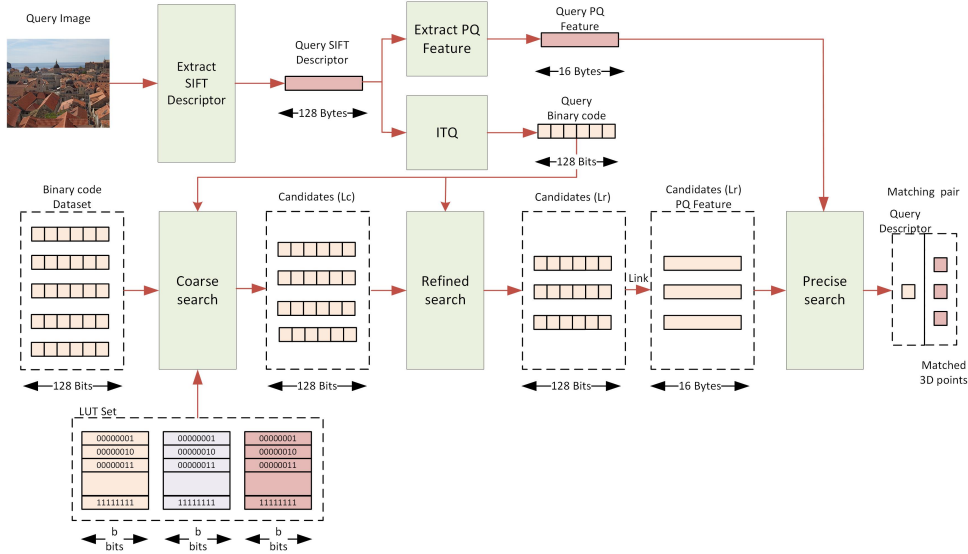 Query Image
Extract
SIFT
Descriptor
Query SIFT
Descriptor
128 Bytes
Extract PQ
Feature
Query PQ
Feature
16 Bytes
ITQ
Query
Binary code
128 Bits
Binary code
Dataset
128 Bits
Coarse
search
Candidates (Lc)
Refined
search
Candidates (Lr)
128 Bits
Link
Candidates (Lr)
PQ Feature
16 Bytes
Precise
search
Matching pair
Query
Descriptor
Matched
3D points
LUT Set
00000001
00000010
00000011
11111111
b
bits
00000001
00000010
00000011
11111111
b
bits
00000001
00000010
00000011
11111111
b
bits
128 Bits